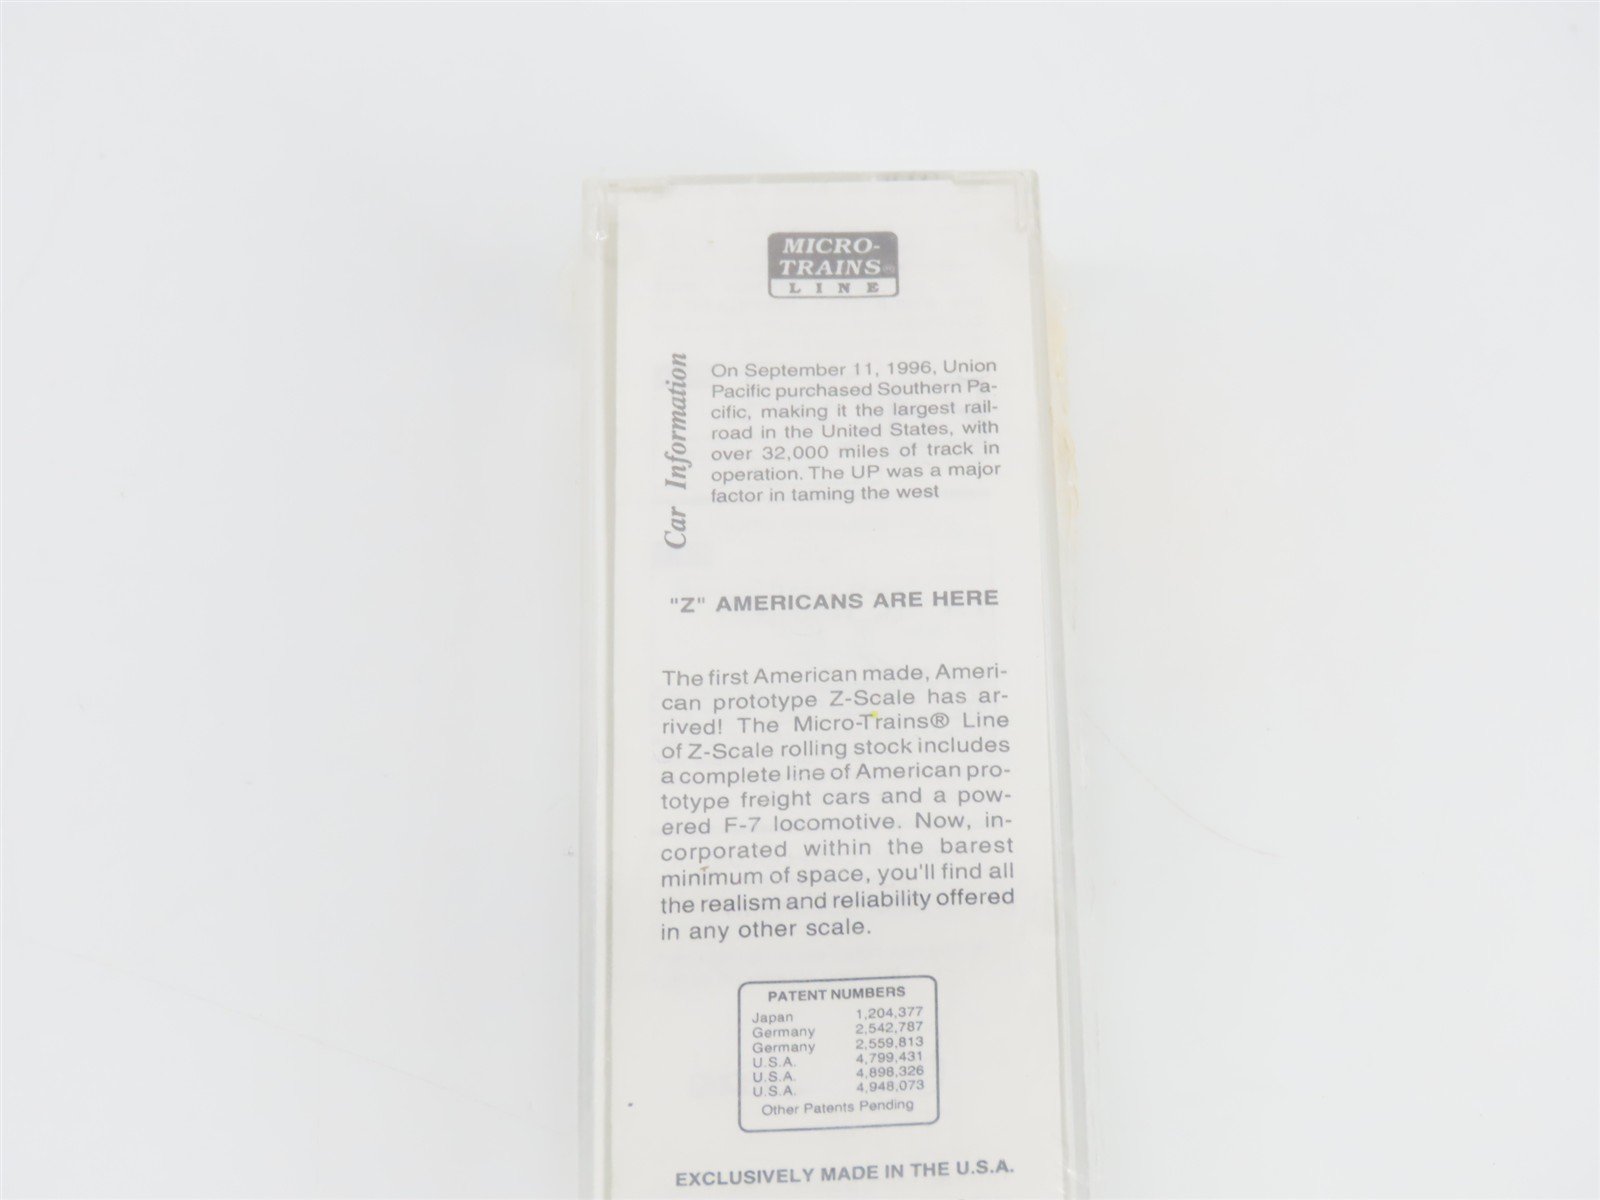 MICRO-
TRAINS®
LINE
Car Information
On September 11, 1996, Union
Pacific purchased Southern Pa-
cific, making it the largest rail-
road in the United States, with
over 32,000 miles of track in
operation. The UP was a major
factor in taming the west
"Z" AMERICANS ARE HERE
The first American made, Ameri-
can prototype Z-Scale has ar-
rived! The Micro-Trains® Line
of Z-Scale rolling stock includes
a complete line of American pro-
totype freight cars and a pow-
ered F-7 locomotive. Now, in-
corporated within the barest
minimum of space, you'll find all
the realism and reliability offered
in any other scale.
PATENT NUMBERS
Japan 1,204,377
Germany 2,542,787
Germany 2,559,813
U.S.A. 4,799,431
U.S.A. 4,898,326
U.S.A. 4,948,073
Other Patents Pending
EXCLUSIVELY MADE IN THE U.S.A.